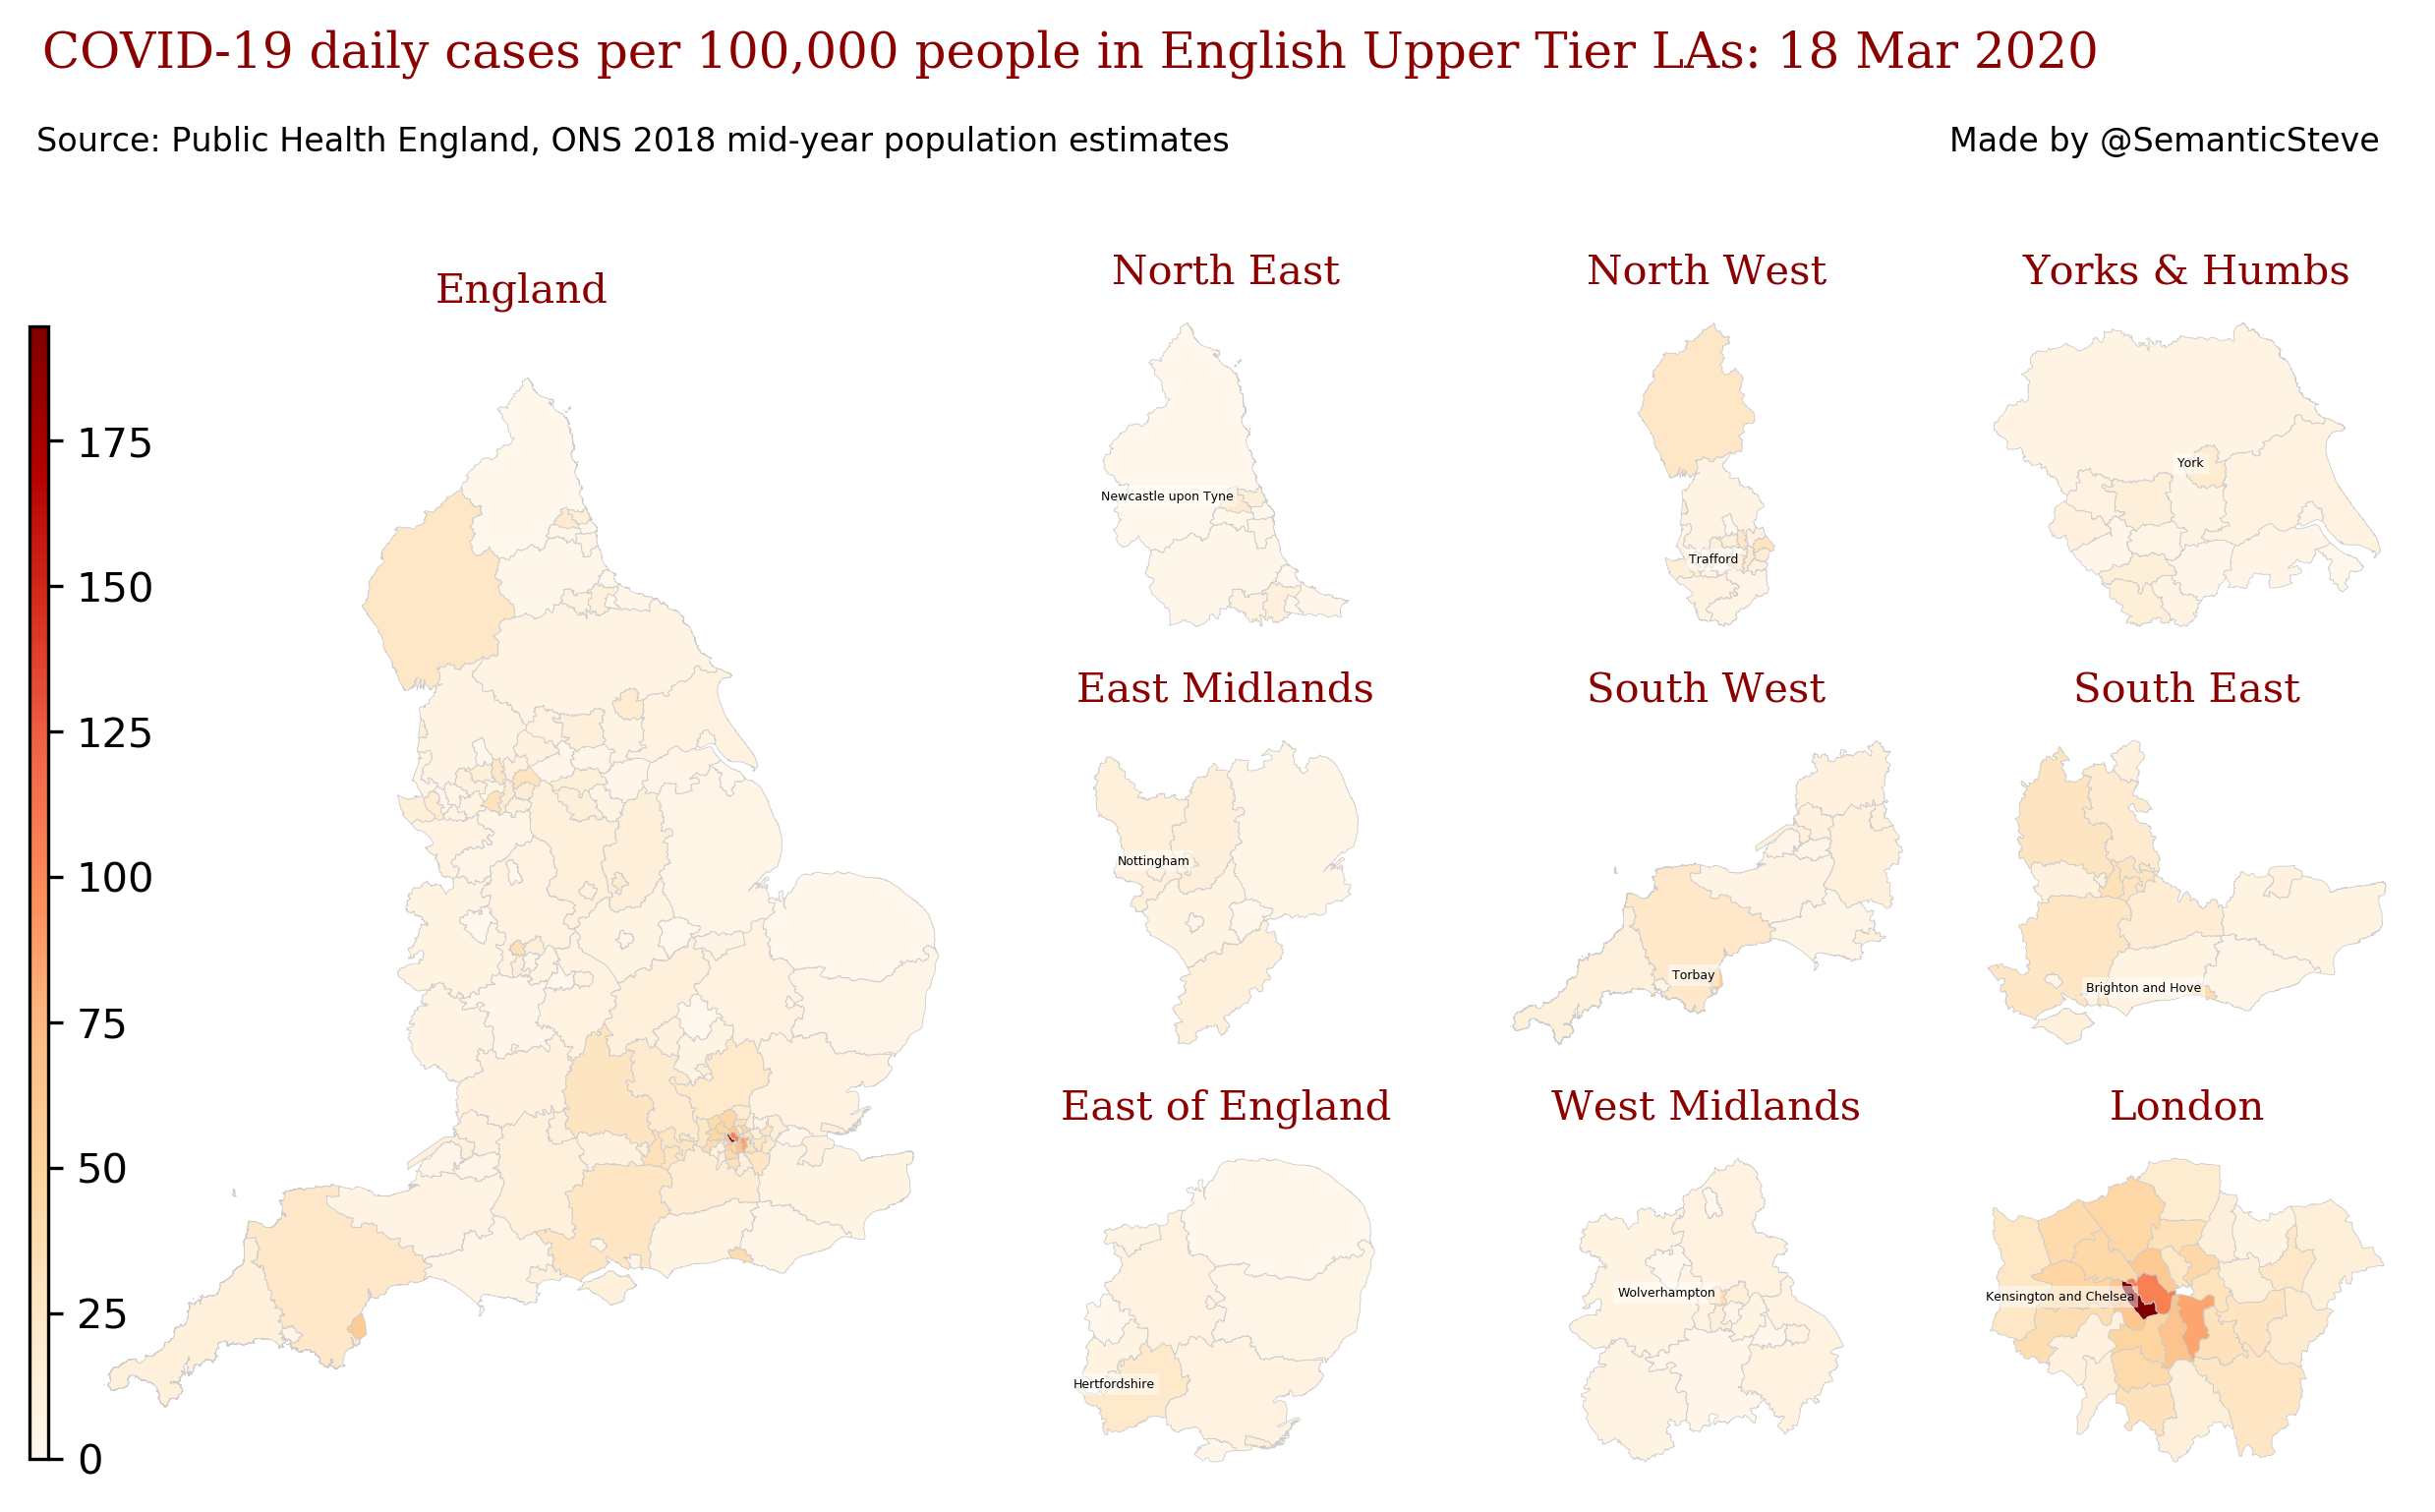 COVID-19 daily cases per 100,000 people in English Upper Tier LAs: 18 Mar 2020
Source: Public Health England, ONS 2018 mid-year population estimates
Made by @SemanticSteve
England
175
150
125
100
75
50
25
0
North East
Newcastle upon Tyne
North West
Trafford
Yorks & Humbs
York
East Midlands
Nottingham
South West
Torbay
South East
Brighton and Hove
East of England
Hertfordshire
West Midlands
Wolverhampton
London
Kensington and Chelsea